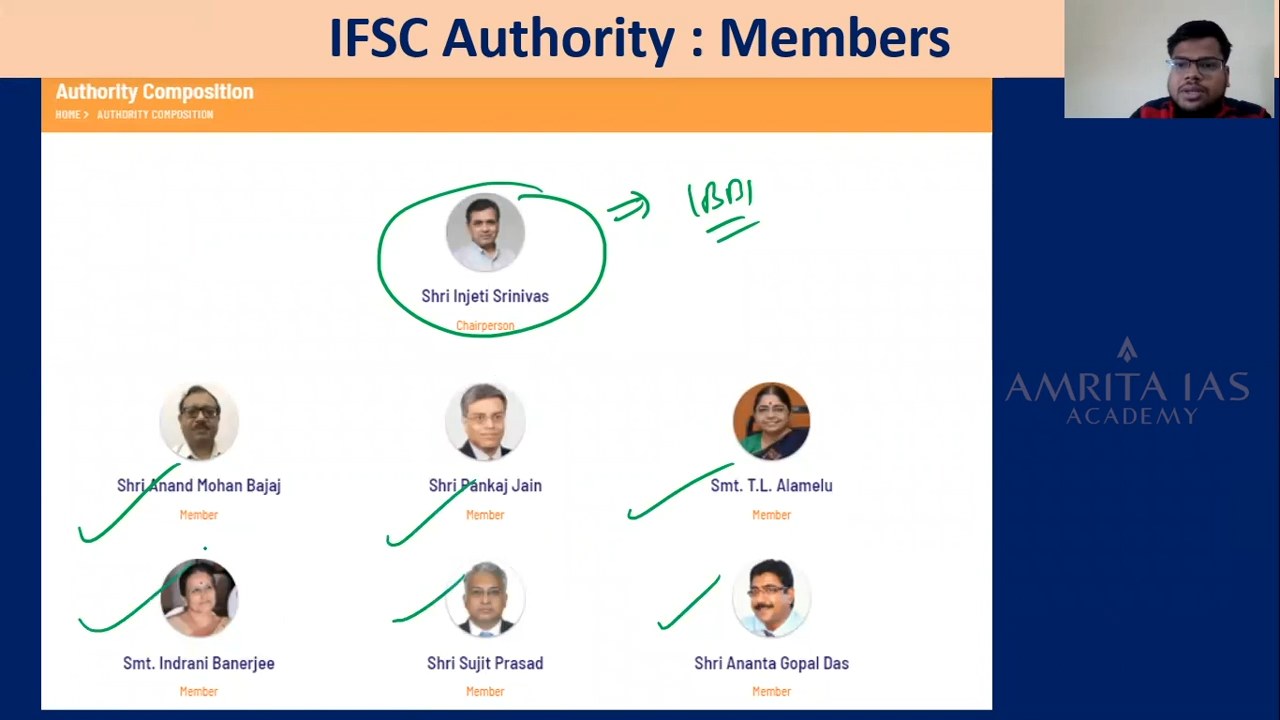 IFSC Authority : Members
Authority Composition
HOME > AUTHORITY COMPOSITION
IBBI
Shri Injeti Srinivas
Chairperson
Shri Anand Mohan Bajaj
Member
Shri Pankaj Jain
Member
Smt. T.L. Alamelu
Member
Smt. Indrani Banerjee
Member
Shri Sujit Prasad
Member
Shri Ananta Gopal Das
Member
AMRITA IAS
ACADEMY